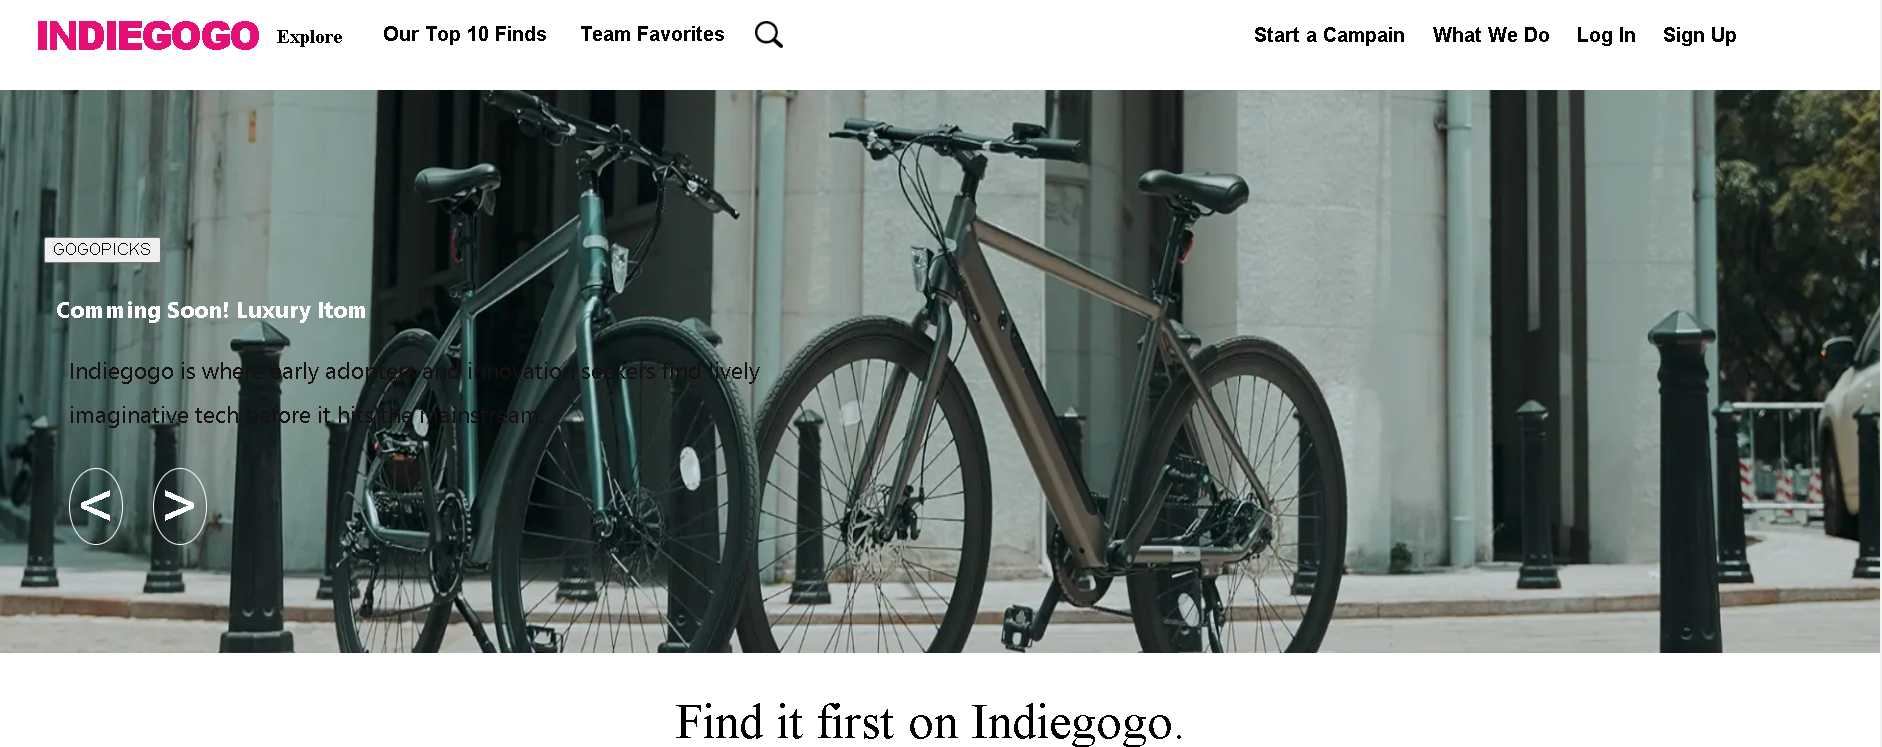 INDIEGOGO Explore Our Top 10 Finds Team Favorites Start a Campain What We Do Log In Sign Up
GOGOPICKS
Comming Soon! Luxury Itom
Indiegogo is where early adopters and innovation seekers find lively
imaginative tech before it hits the mainstream.
< >
Find it first on Indiegogo.